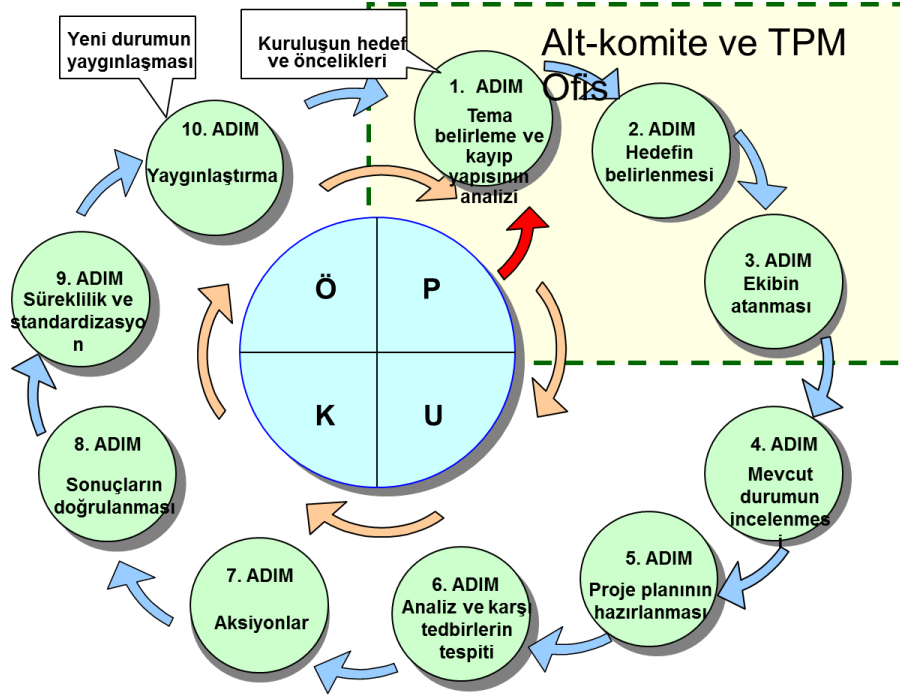 Yeni durumun
yaygınlaşması
Kuruluşun hedef
ve öncelikleri
Alt-komite ve TPM
Ofis
1. ADIM
Tema
belirleme ve
kayıp
yapısının
analizi
2. ADIM
Hedefin
belirlenmesi
3. ADIM
Ekibin
atanması
4. ADIM
Mevcut
durumun
incelenmes
i
5. ADIM
Proje planının
hazırlanması
6. ADIM
Analiz ve karşı
tedbirlerin
tespiti
7. ADIM
Aksiyonlar
8. ADIM
Sonuçların
doğrulanması
9. ADIM
Süreklilik ve
standardizasyo
n
10. ADIM
Yaygınlaştırma
Ö
P
K
U